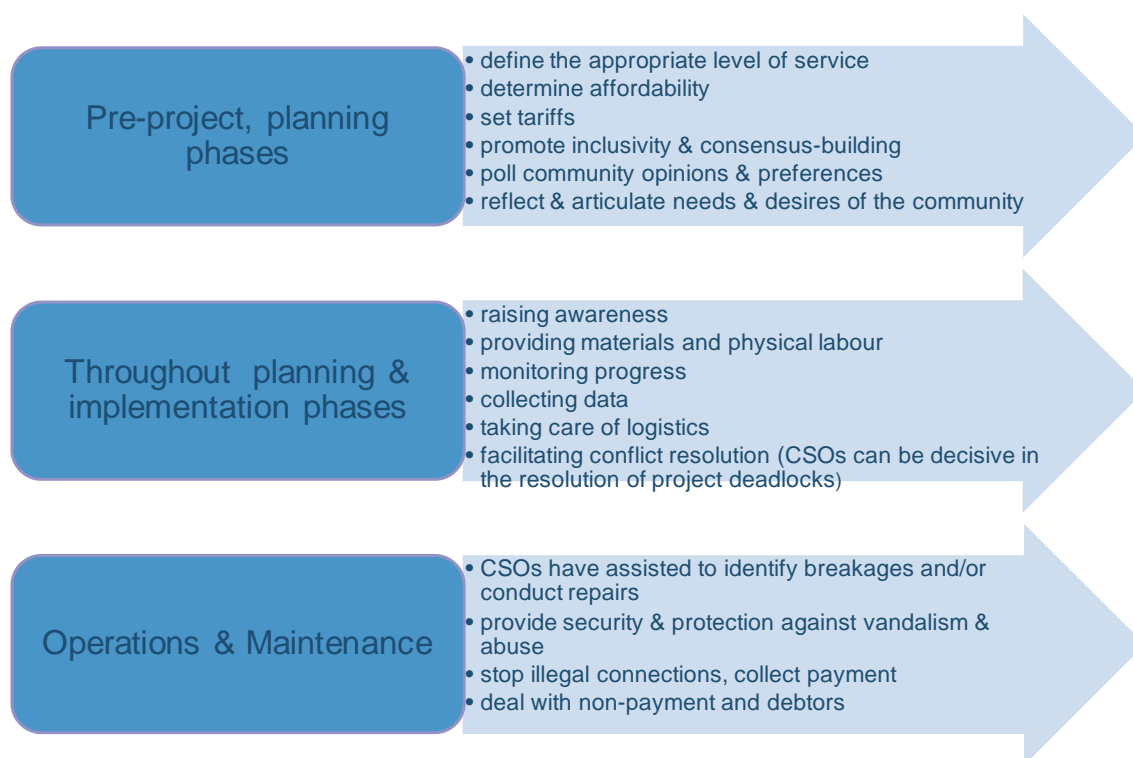 Pre-project, planning
phases
• define the appropriate level of service
• determine affordability
• set tariffs
• promote inclusivity & consensus-building
• poll community opinions & preferences
• reflect & articulate needs & desires of the community
Throughout planning &
implementation phases
• raising awareness
• providing materials and physical labour
• monitoring progress
• collecting data
• taking care of logistics
• facilitating conflict resolution (CSOs can be decisive in
the resolution of project deadlocks)
Operations & Maintenance
• CSOs have assisted to identify breakages and/or
conduct repairs
• provide security & protection against vandalism &
abuse
• stop illegal connections, collect payment
• deal with non-payment and debtors